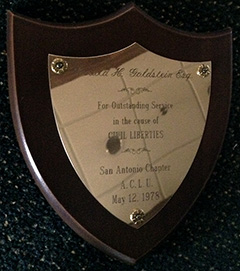 H. Goldstein Esq.
For Outstanding Service
in the cause of
CIVIL LIBERTIES
San Antonio Chapter
A. C. L. U.
May 12, 1978